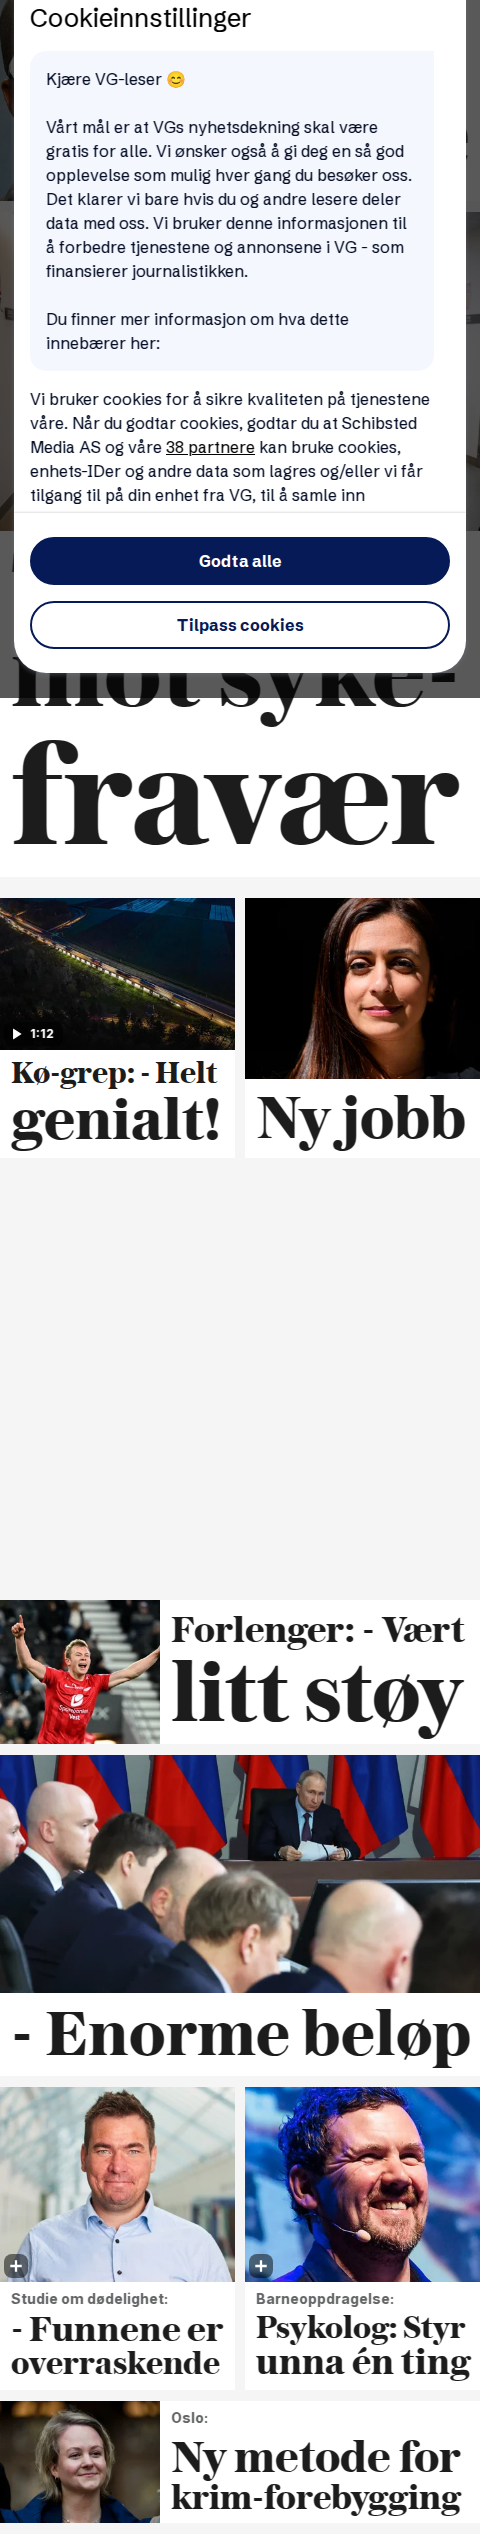 Cookieinnstillinger
Kjære VG-leser 😊
Vårt mål er at VGs nyhetsdekning skal være
gratis for alle. Vi ønsker også å gi deg en så god
opplevelse som mulig hver gang du besøker oss.
Det klarer vi bare hvis du og andre lesere deler
data med oss. Vi bruker denne informasjonen til
å forbedre tjenestene og annonsene i VG - som
finansierer journalistikken.
Du finner mer informasjon om hva dette
innebærer her:
Vi bruker cookies for å sikre kvaliteten på tjenestene
våre. Når du godtar cookies, godtar du at Schibsted
Media AS og våre 38 partnere kan bruke cookies,
enhets-IDer og andre data som lagres og/eller vi får
tilgang til på din enhet fra VG, til å samle inn
Godta alle
Tilpass cookies
mot syke-
fravær
1:12
Kø-grep: - Helt
genialt!
Ny jobb
Forlenger: - Vært
litt støy
- Enorme beløp
Studie om dødelighet:
- Funnene er
overraskende
Barneoppdragelse:
Psykolog: Styr
unna én ting
Oslo:
Ny metode for
krim-forebygging